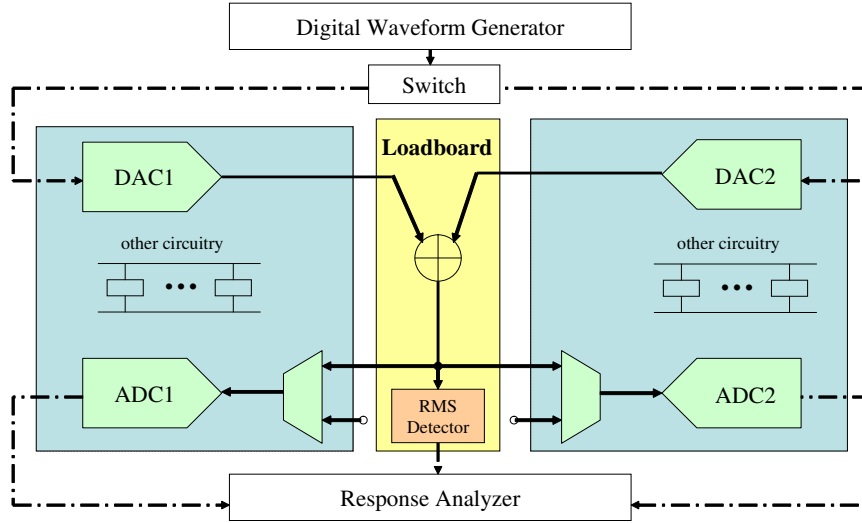 Digital Waveform Generator
Switch
Loadboard
DAC1
DAC2
other circuitry
other circuitry
ADC1
RMS
Detector
ADC2
Response Analyzer